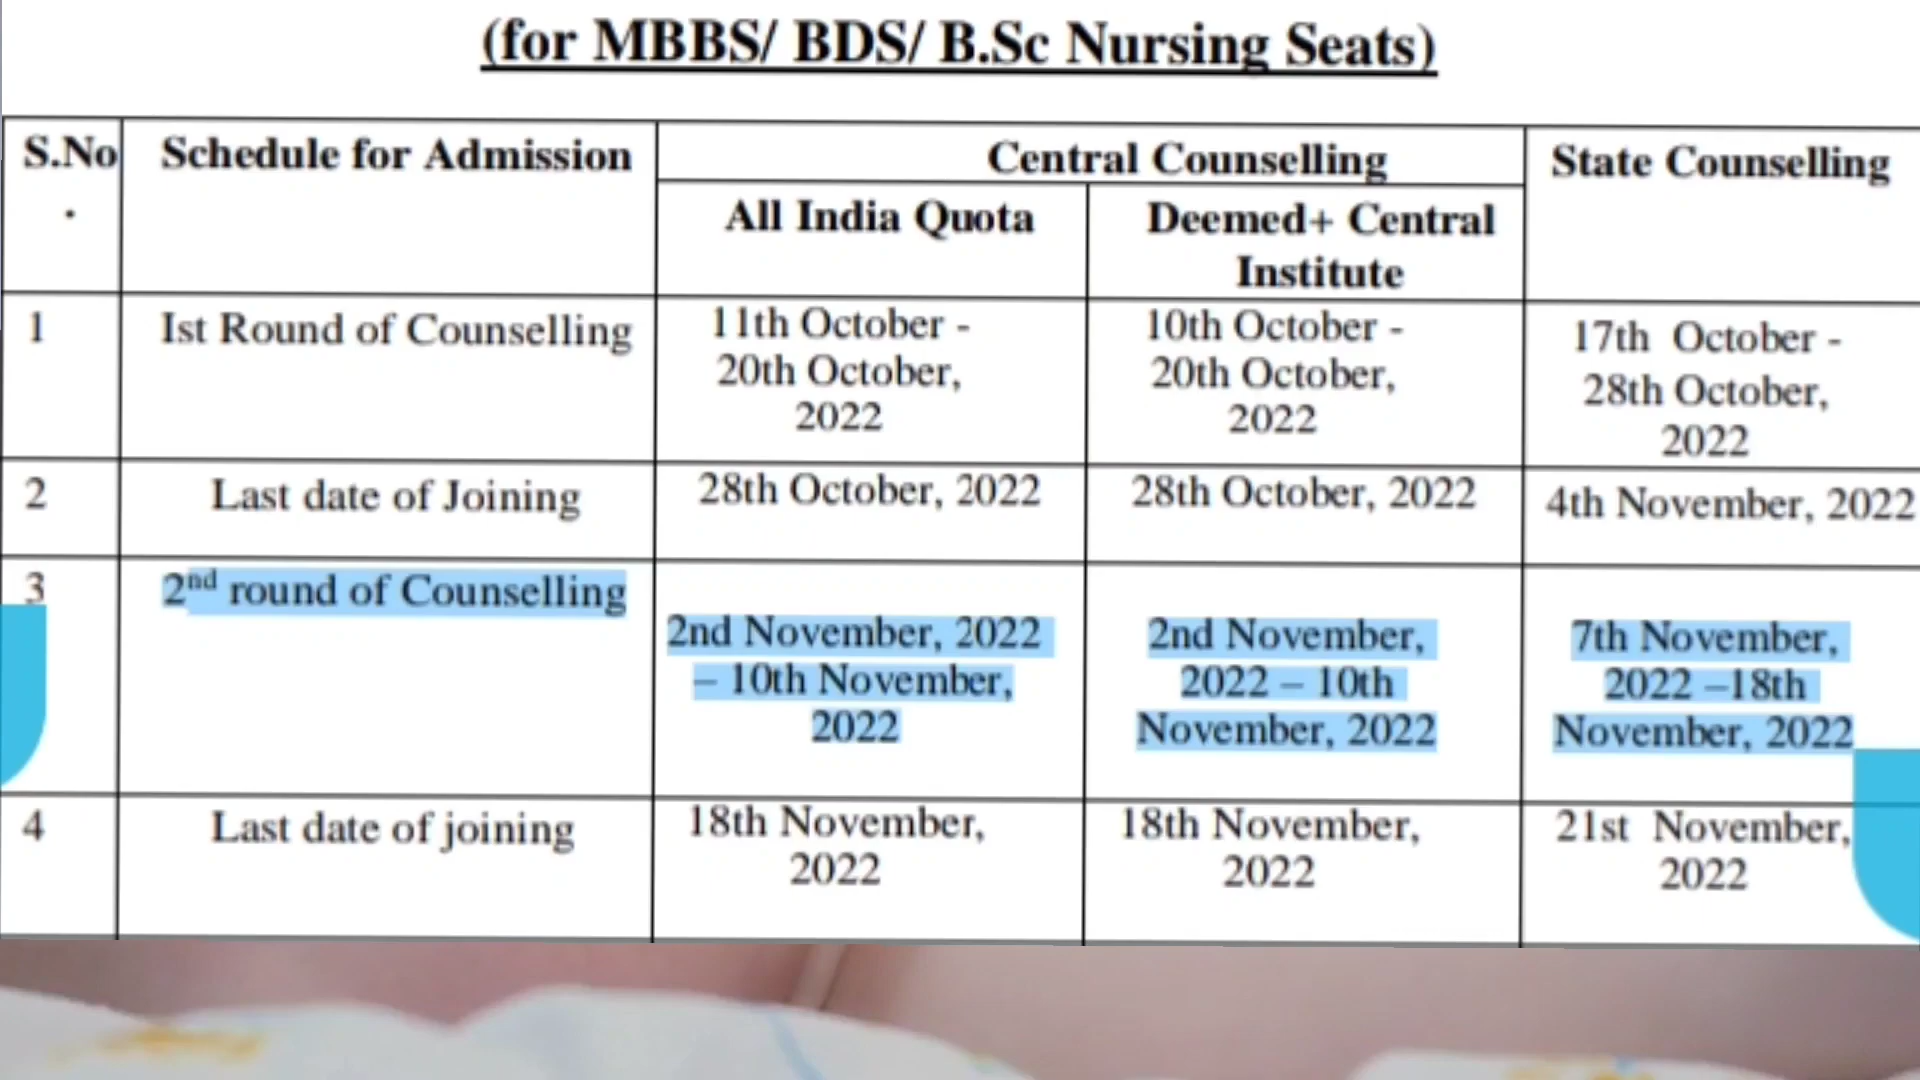 (for MBBS/ BDS/ B.Sc Nursing Seats)
S.No
.
Schedule for Admission
Central Counselling
State Counselling
All India Quota
Deemed+ Central
Institute
1
Ist Round of Counselling
11th October -
20th October,
2022
10th October -
20th October,
2022
17th October -
28th October,
2022
2
Last date of Joining
28th October, 2022
28th October, 2022
4th November, 2022
3
2nd round of Counselling
2nd November, 2022
– 10th November,
2022
2nd November,
2022 – 10th
November, 2022
7th November,
2022 –18th
November, 2022
4
Last date of joining
18th November,
2022
18th November,
2022
21st November,
2022